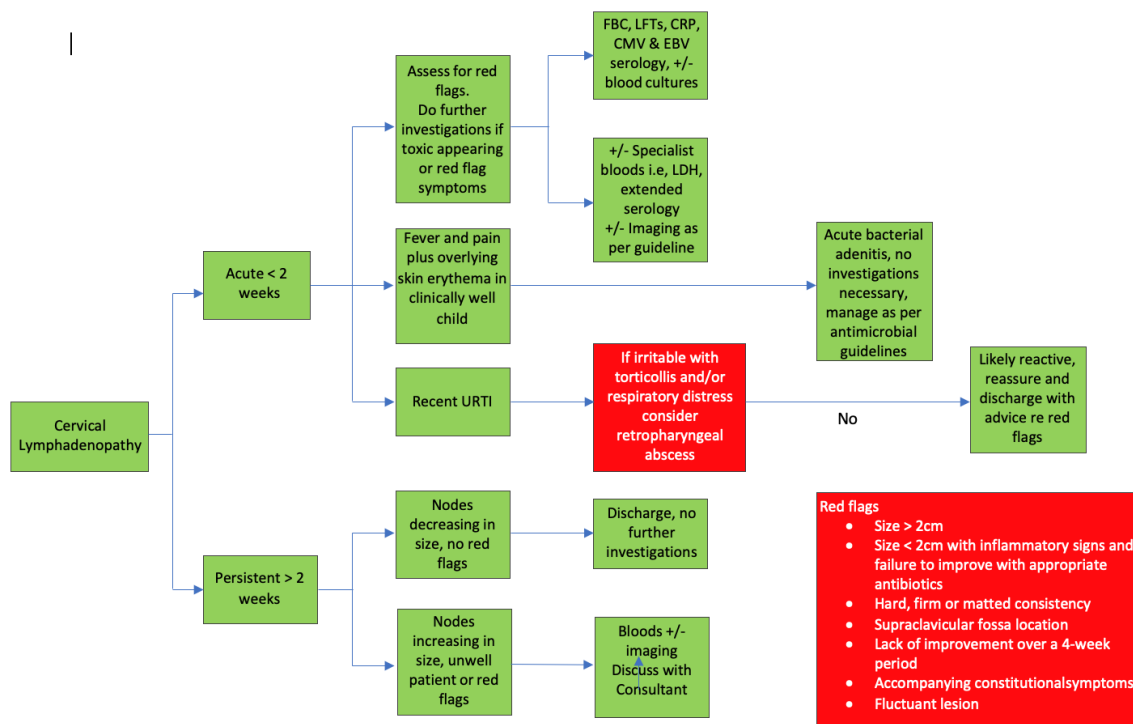 FBC, LFTs, CRP,
CMV & EBV
serology, +/-
blood cultures
Assess for red
flags.
Do further
investigations if
toxic appearing
or red flag
symptoms
+/- Specialist
bloods i.e, LDH,
extended
serology
+/- Imaging as
per guideline
Acute < 2
weeks
Fever and pain
plus overlying
skin erythema in
clinically well
child
Acute bacterial
adenitis, no
investigations
necessary,
manage as per
antimicrobial
guidelines
Recent URTI
If irritable with
torticollis and/or
respiratory distress
consider
retropharyngeal
abscess
No
Likely reactive,
reassure and
discharge with
advice re red
flags
Cervical
Lymphadenopathy
Persistent > 2
weeks
Nodes
decreasing in
size, no red
flags
Discharge, no
further
investigations
Nodes
increasing in
size, unwell
patient or red
flags
Bloods +/-
imaging
Discuss with
Consultant
Red flags
• Size > 2cm
• Size < 2cm with inflammatory signs and
failure to improve with appropriate
antibiotics
• Hard, firm or matted consistency
• Supraclavicular fossa location
• Lack of improvement over a 4-week
period
• Accompanying constitutionalsymptoms
• Fluctuant lesion